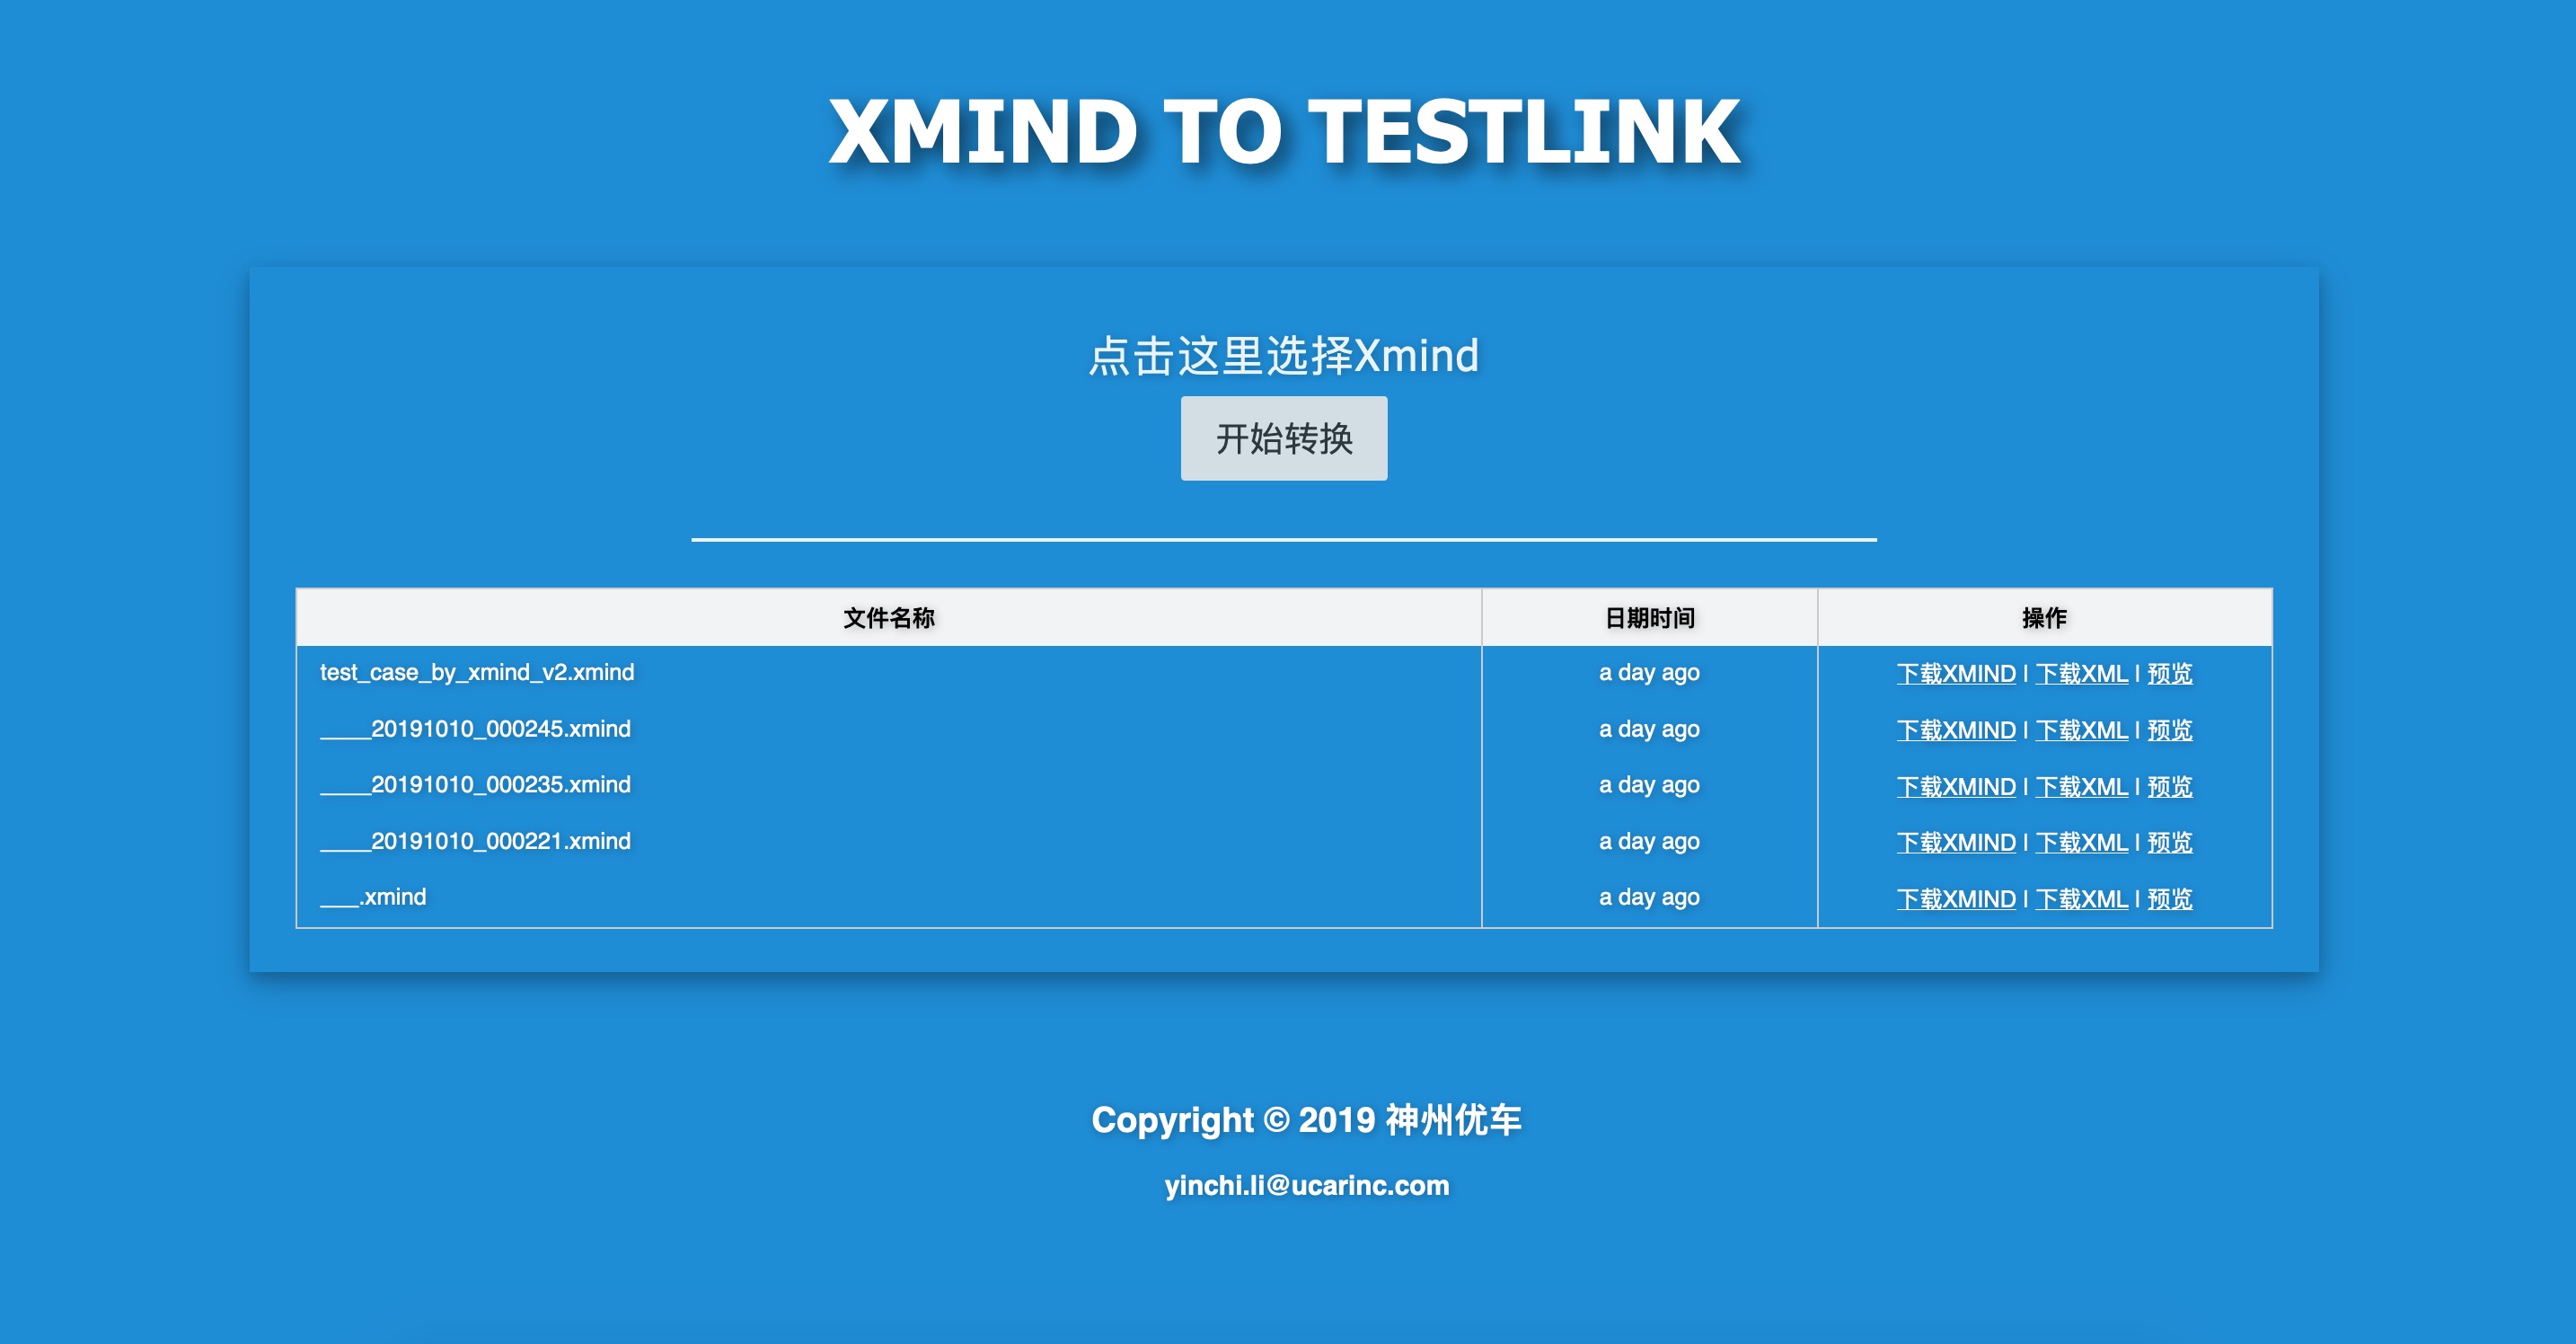 XMIND TO TESTLINK
点击这里选择Xmind
开始转换
文件名称 日期时间 操作
test_case_by_xmind_v2.xmind a day ago 下载XMIND | 下载XML | 预览
____20191010_000245.xmind a day ago 下载XMIND | 下载XML | 预览
____20191010_000235.xmind a day ago 下载XMIND | 下载XML | 预览
____20191010_000221.xmind a day ago 下载XMIND | 下载XML | 预览
___.xmind a day ago 下载XMIND | 下载XML | 预览
Copyright © 2019 神州优车
yinchi.li@ucarinc.com